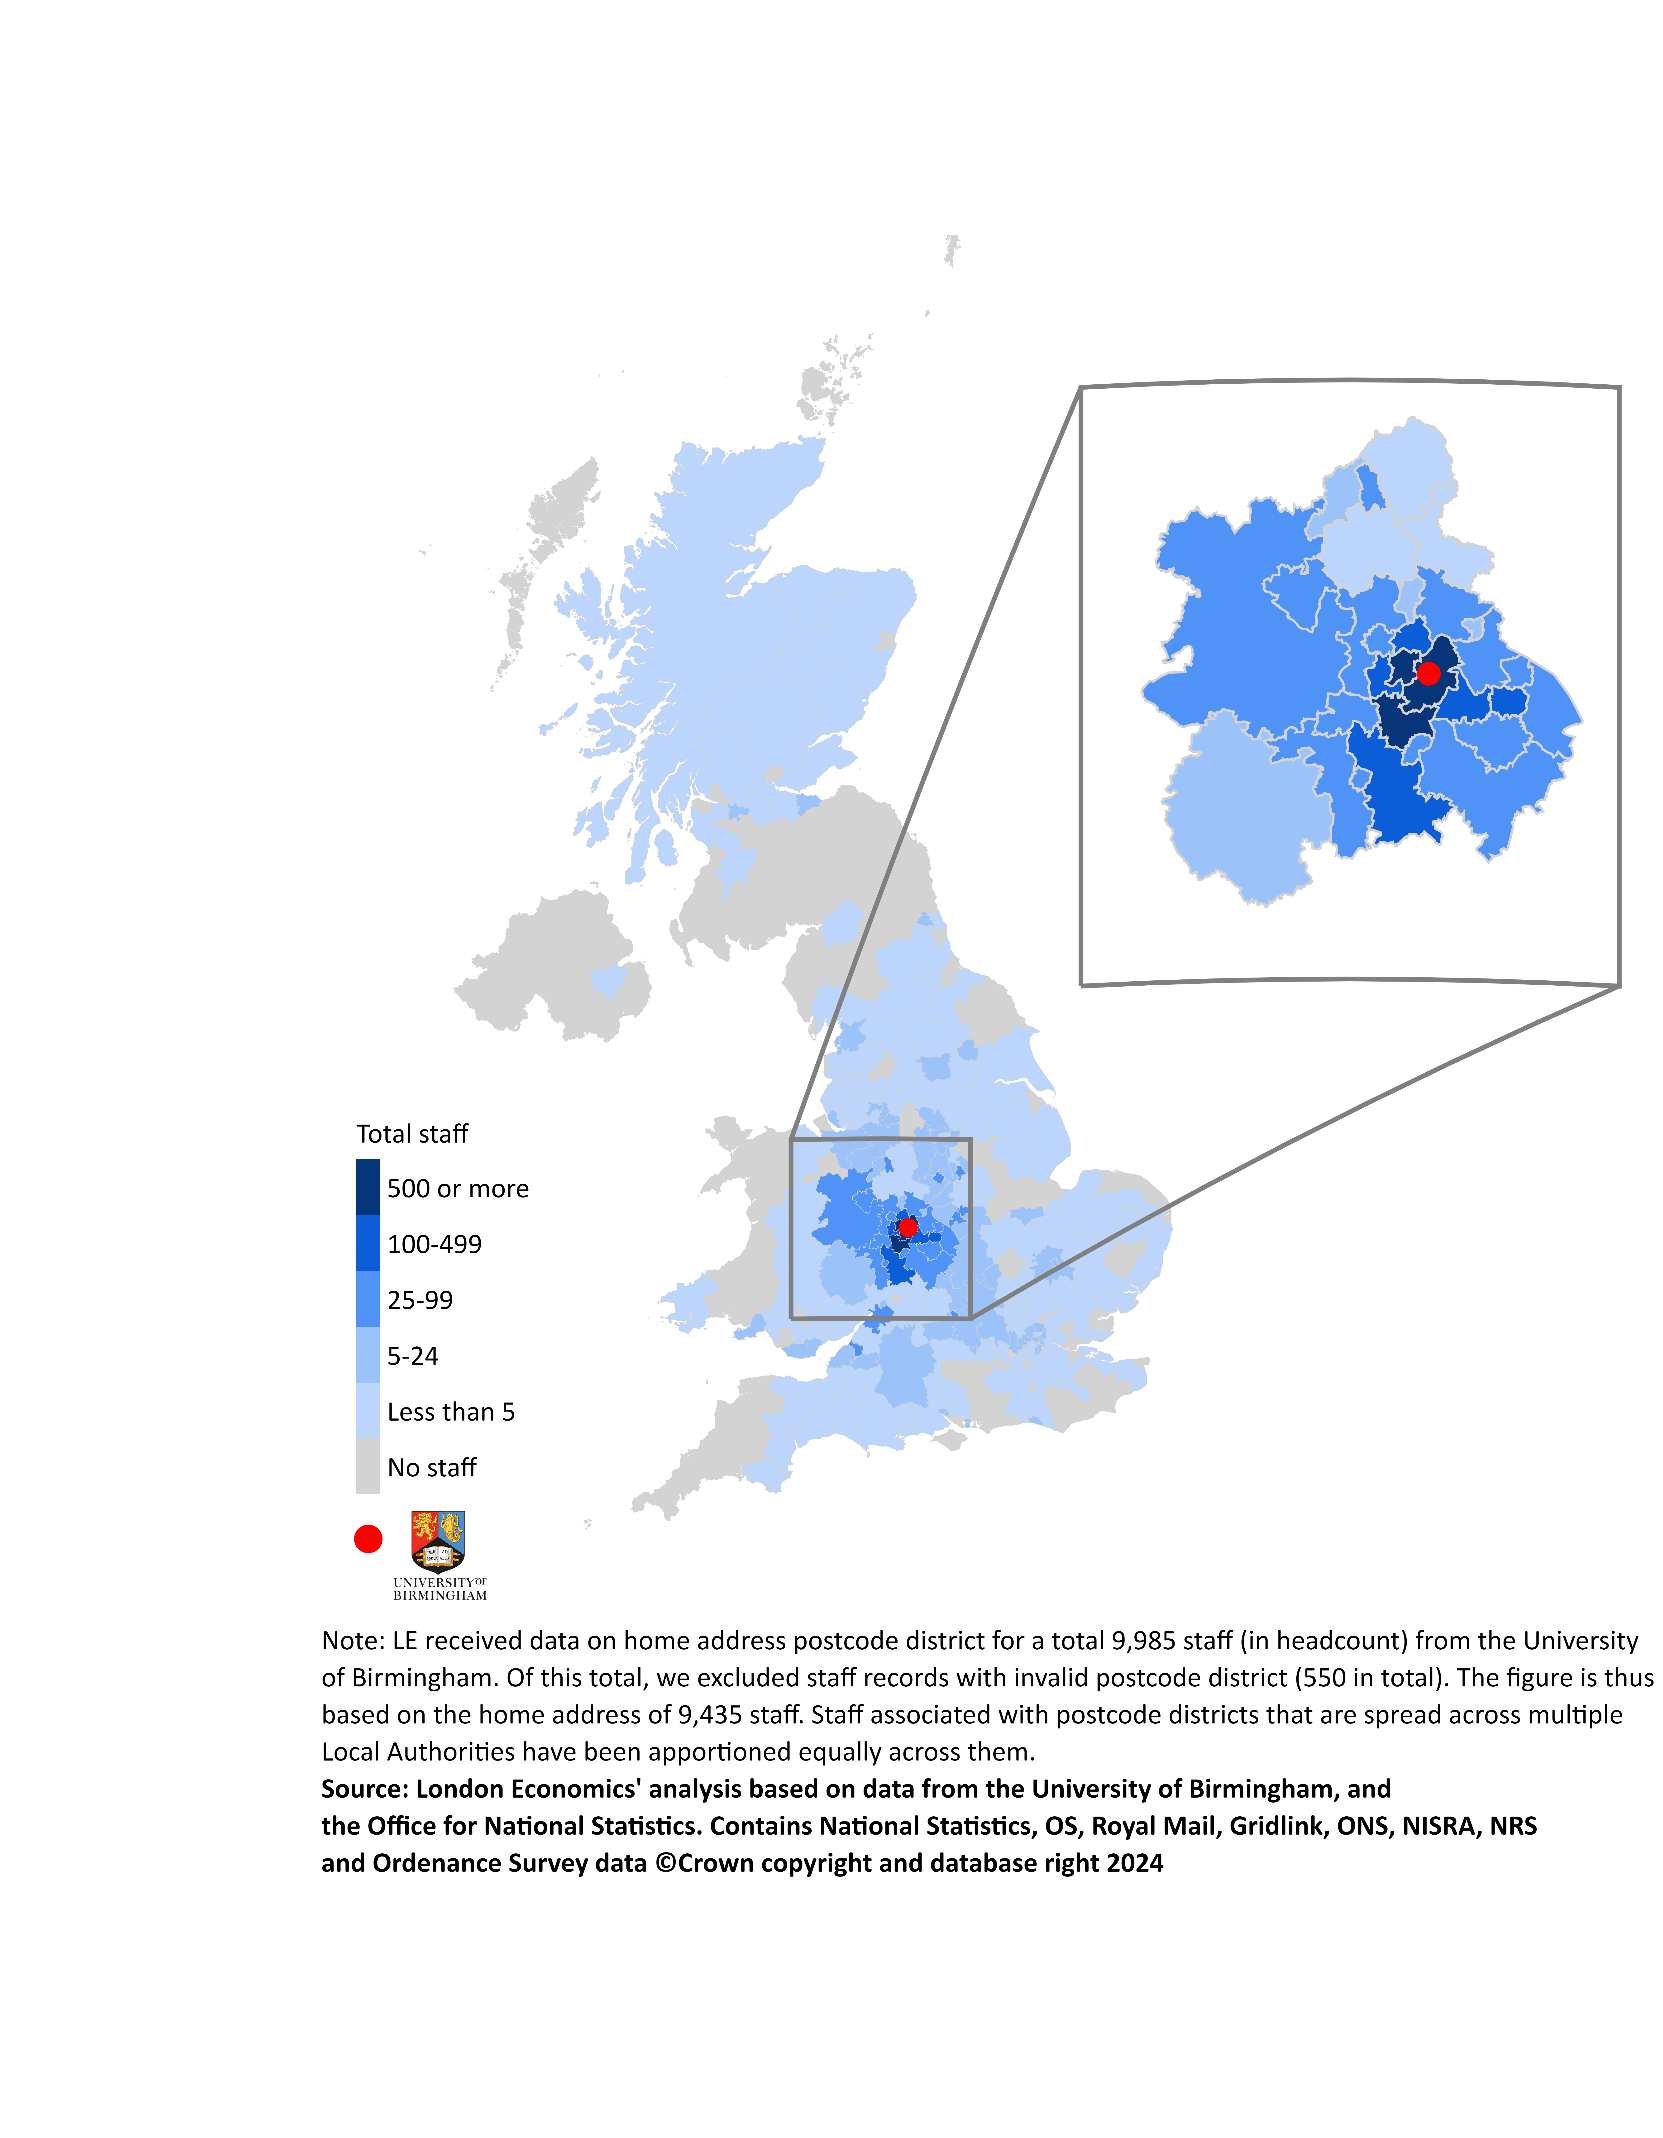 Total staff
500 or more
100-499
25-99
5-24
Less than 5
No staff
UNIVERSITY OF
BIRMINGHAM
Note: LE received data on home address postcode district for a total 9,985 staff (in headcount) from the University
of Birmingham. Of this total, we excluded staff records with invalid postcode district (550 in total). The figure is thus
based on the home address of 9,435 staff. Staff associated with postcode districts that are spread across multiple
Local Authorities have been apportioned equally across them.
Source: London Economics' analysis based on data from the University of Birmingham, and
the Office for National Statistics. Contains National Statistics, OS, Royal Mail, Gridlink, ONS, NISRA, NRS
and Ordenance Survey data ©Crown copyright and database right 2024